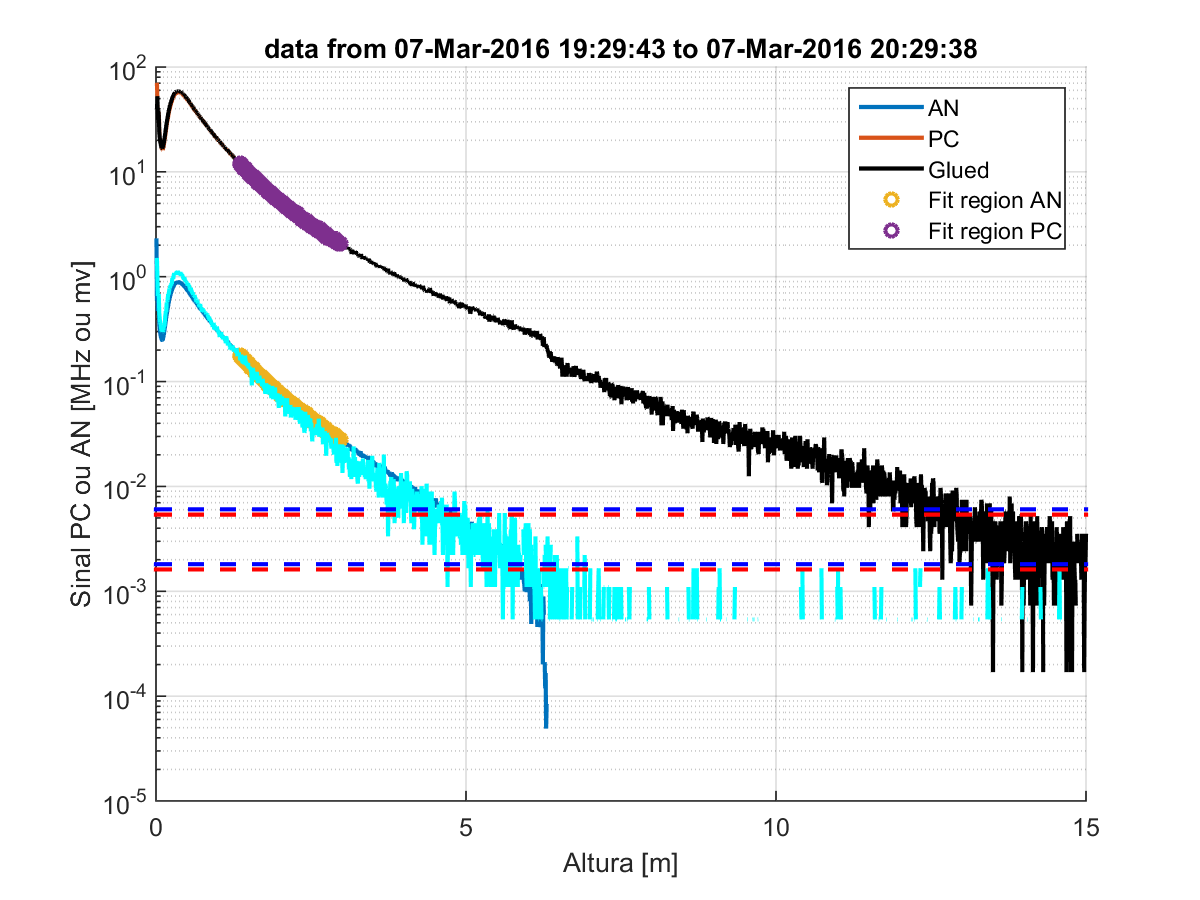 data from 07-Mar-2016 19:29:43 to 07-Mar-2016 20:29:38
AN
PC
Glued
Fit region AN
Fit region PC
Sinal PC ou AN [MHz ou mv]
10^2
10^1
10^0
10^-1
10^-2
10^-3
10^-4
10^-5
0 5 10 15
Altura [m]